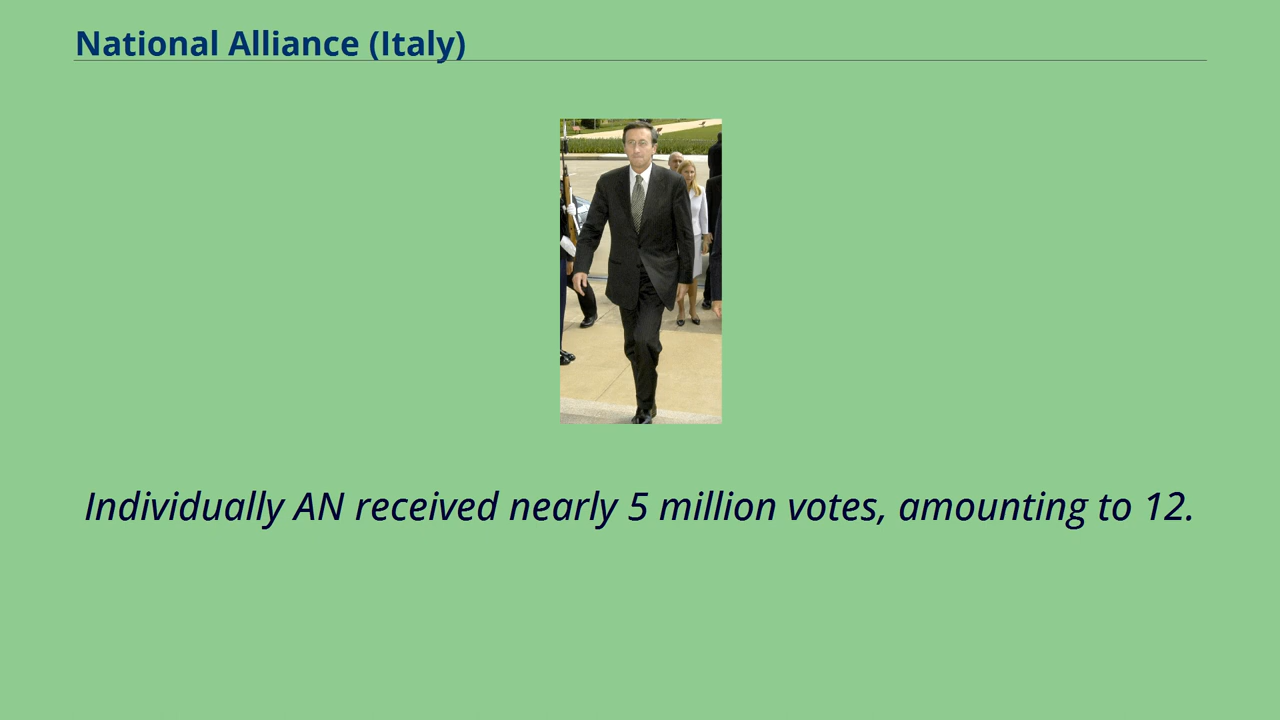 National Alliance (Italy)
Individually AN received nearly 5 million votes, amounting to 12.